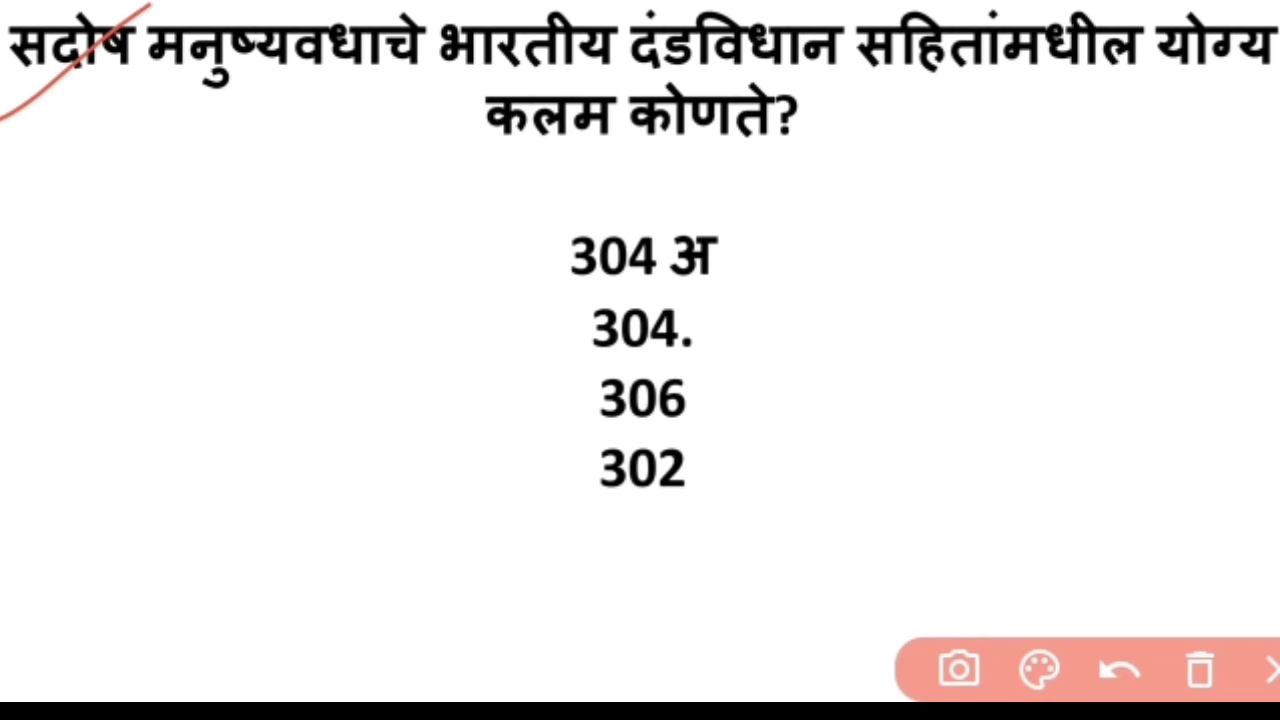 सदोष मनुष्यवधाचे भारतीय दंडविधान सहितांमधील योग्य
कलम कोणते?
304 अ
304.
306
302